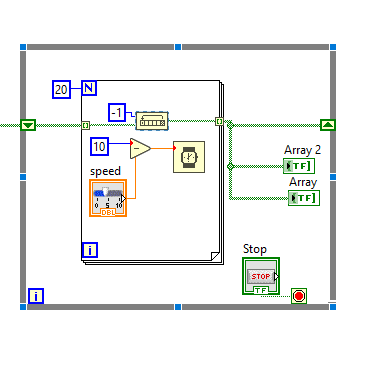 20
N
-1
10
speed
0 5 10
DBL
i
Array 2
TF
Array
TF
Stop
STOP
TF
i